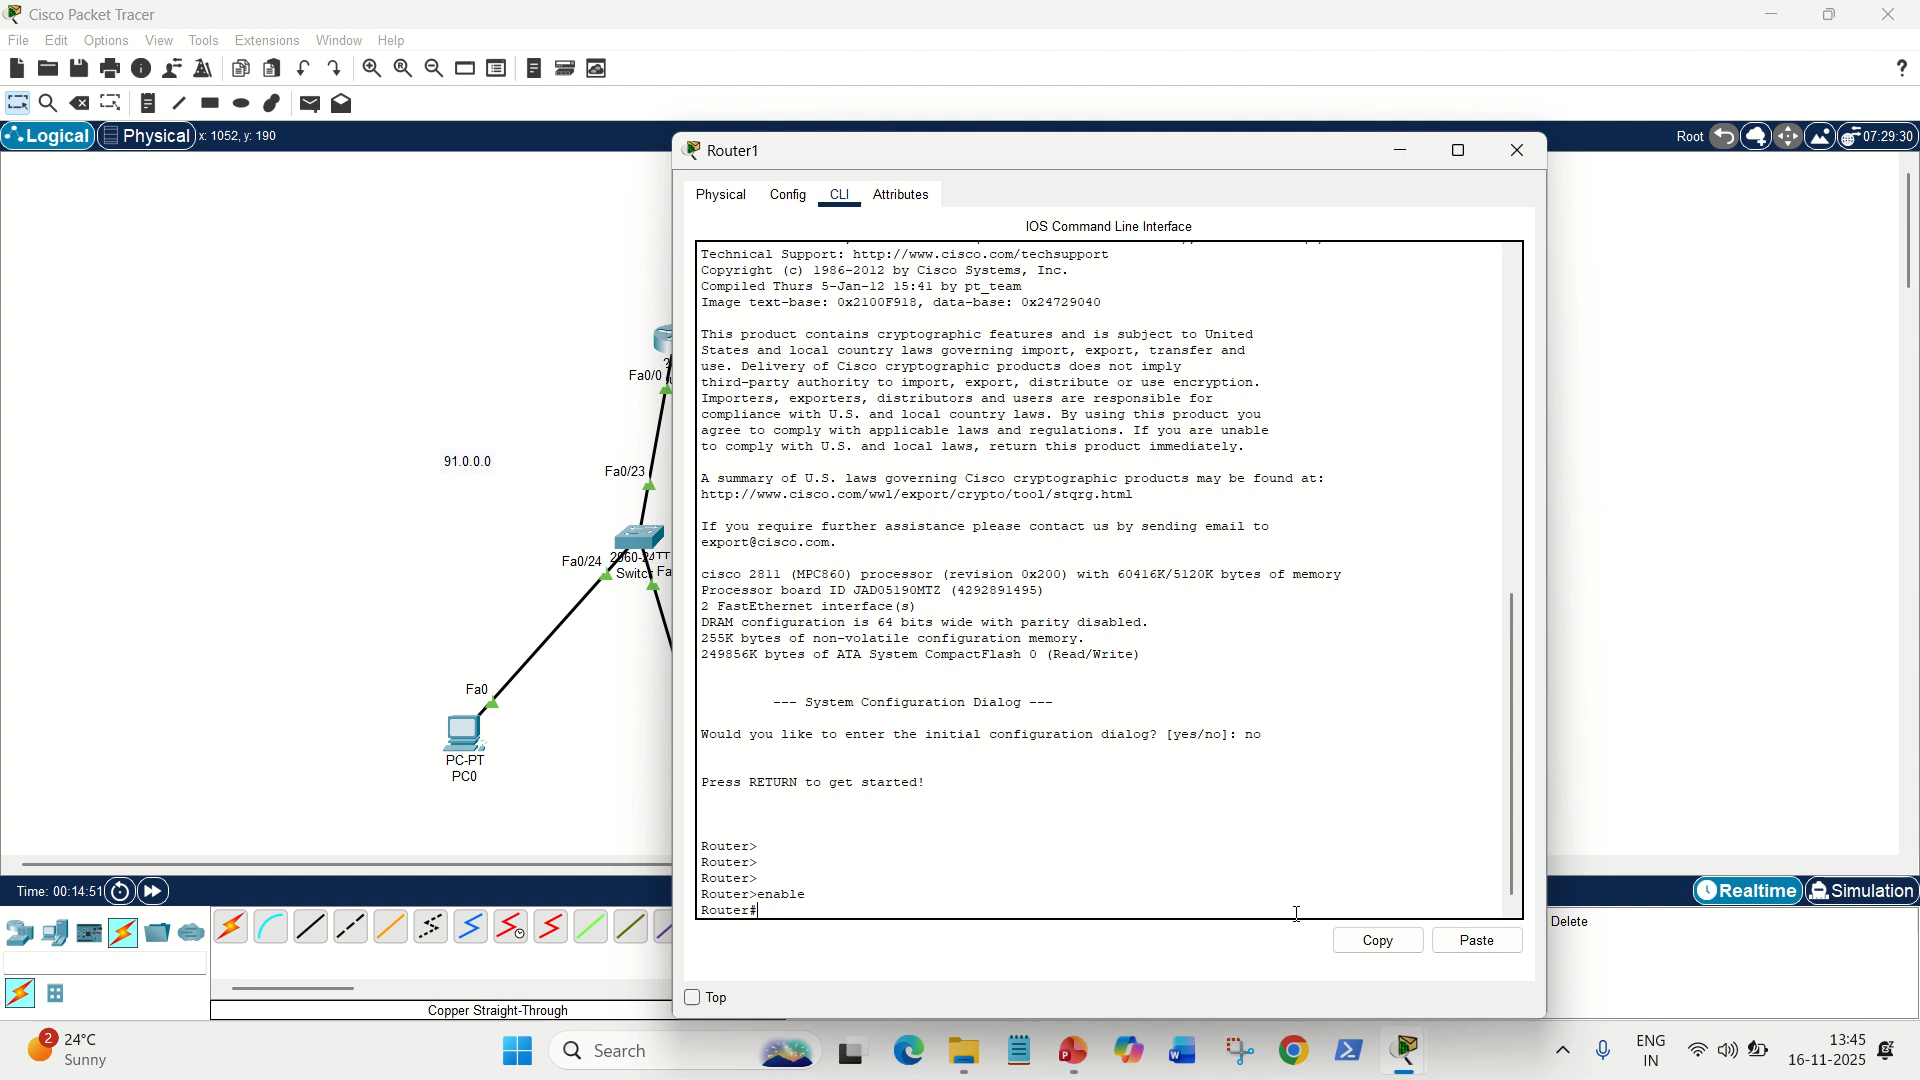 Cisco Packet Tracer
File Edit Options View Tools Extensions Window Help
?
Logical Physical x: 1052, y: 190
Root 07:29:30
Router1
Physical Config CLI Attributes
IOS Command Line Interface
Technical Support: http://www.cisco.com/techsupport
Copyright (c) 1986-2012 by Cisco Systems, Inc.
Compiled Thurs 5-Jan-12 15:41 by pt_team
Image text-base: 0x2100F918, data-base: 0x24729040
This product contains cryptographic features and is subject to United
States and local country laws governing import, export, transfer and
use. Delivery of Cisco cryptographic products does not imply
third-party authority to import, export, distribute or use encryption.
Importers, exporters, distributors and users are responsible for
compliance with U.S. and local country laws. By using this product you
agree to comply with applicable laws and regulations. If you are unable
to comply with U.S. and local laws, return this product immediately.
A summary of U.S. laws governing Cisco cryptographic products may be found at:
http://www.cisco.com/wwl/export/crypto/tool/stqrg.html
If you require further assistance please contact us by sending email to
export@cisco.com.
cisco 2811 (MPC860) processor (revision 0x200) with 60416K/5120K bytes of memory
Processor board ID JAD05190MTZ (4292891495)
2 FastEthernet interface(s)
DRAM configuration is 64 bits wide with parity disabled.
255K bytes of non-volatile configuration memory.
249856K bytes of ATA System CompactFlash 0 (Read/Write)
--- System Configuration Dialog ---
Would you like to enter the initial configuration dialog? [yes/no]: no
Press RETURN to get started!
Router>
Router>
Router>
Router>enable
Router#
Copy Paste
Top
Fa0/0
91.0.0.0
Fa0/23
Fa0/24 2960-24TT
Switc Fa
Fa0
PC-PT
PC0
Time: 00:14:51
Realtime Simulation
Delete
Copper Straight-Through
2
24°C
Sunny
Search
ENG
IN
13:45
16-11-2025